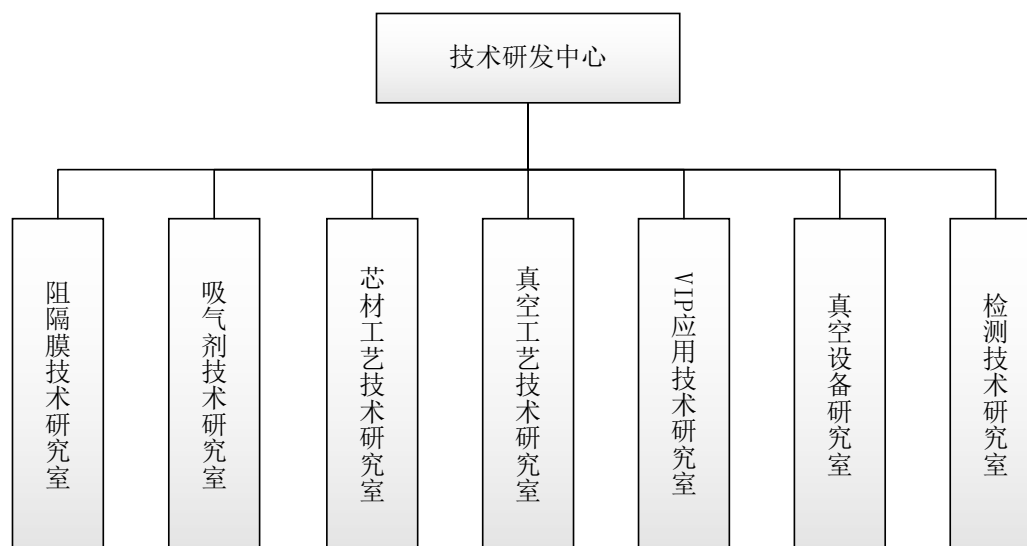 技术研发中心
阻隔膜技术研究室
吸气剂技术研究室
芯材工艺技术研究室
真空工艺技术研究室
VIP应用技术研究室
真空设备研究室
检测技术研究室